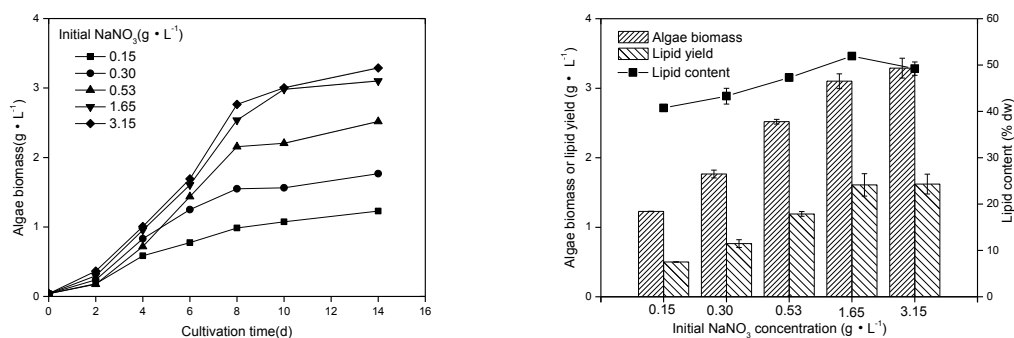 4
3
2
1
0
Algae biomass(g · L⁻¹)
Initial NaNO₃(g · L⁻¹)
0.15
0.30
0.53
1.65
3.15
0 2 4 6 8 10 12 14 16
Cultivation time(d)
4
3
2
1
0
Algae biomass or lipid yield (g · L⁻¹)
Algae biomass
Lipid yield
Lipid content
60
50
40
30
20
10
0
Lipid content (% dw)
0.15 0.30 0.53 1.65 3.15
Initial NaNO₃ concentration (g · L⁻¹)